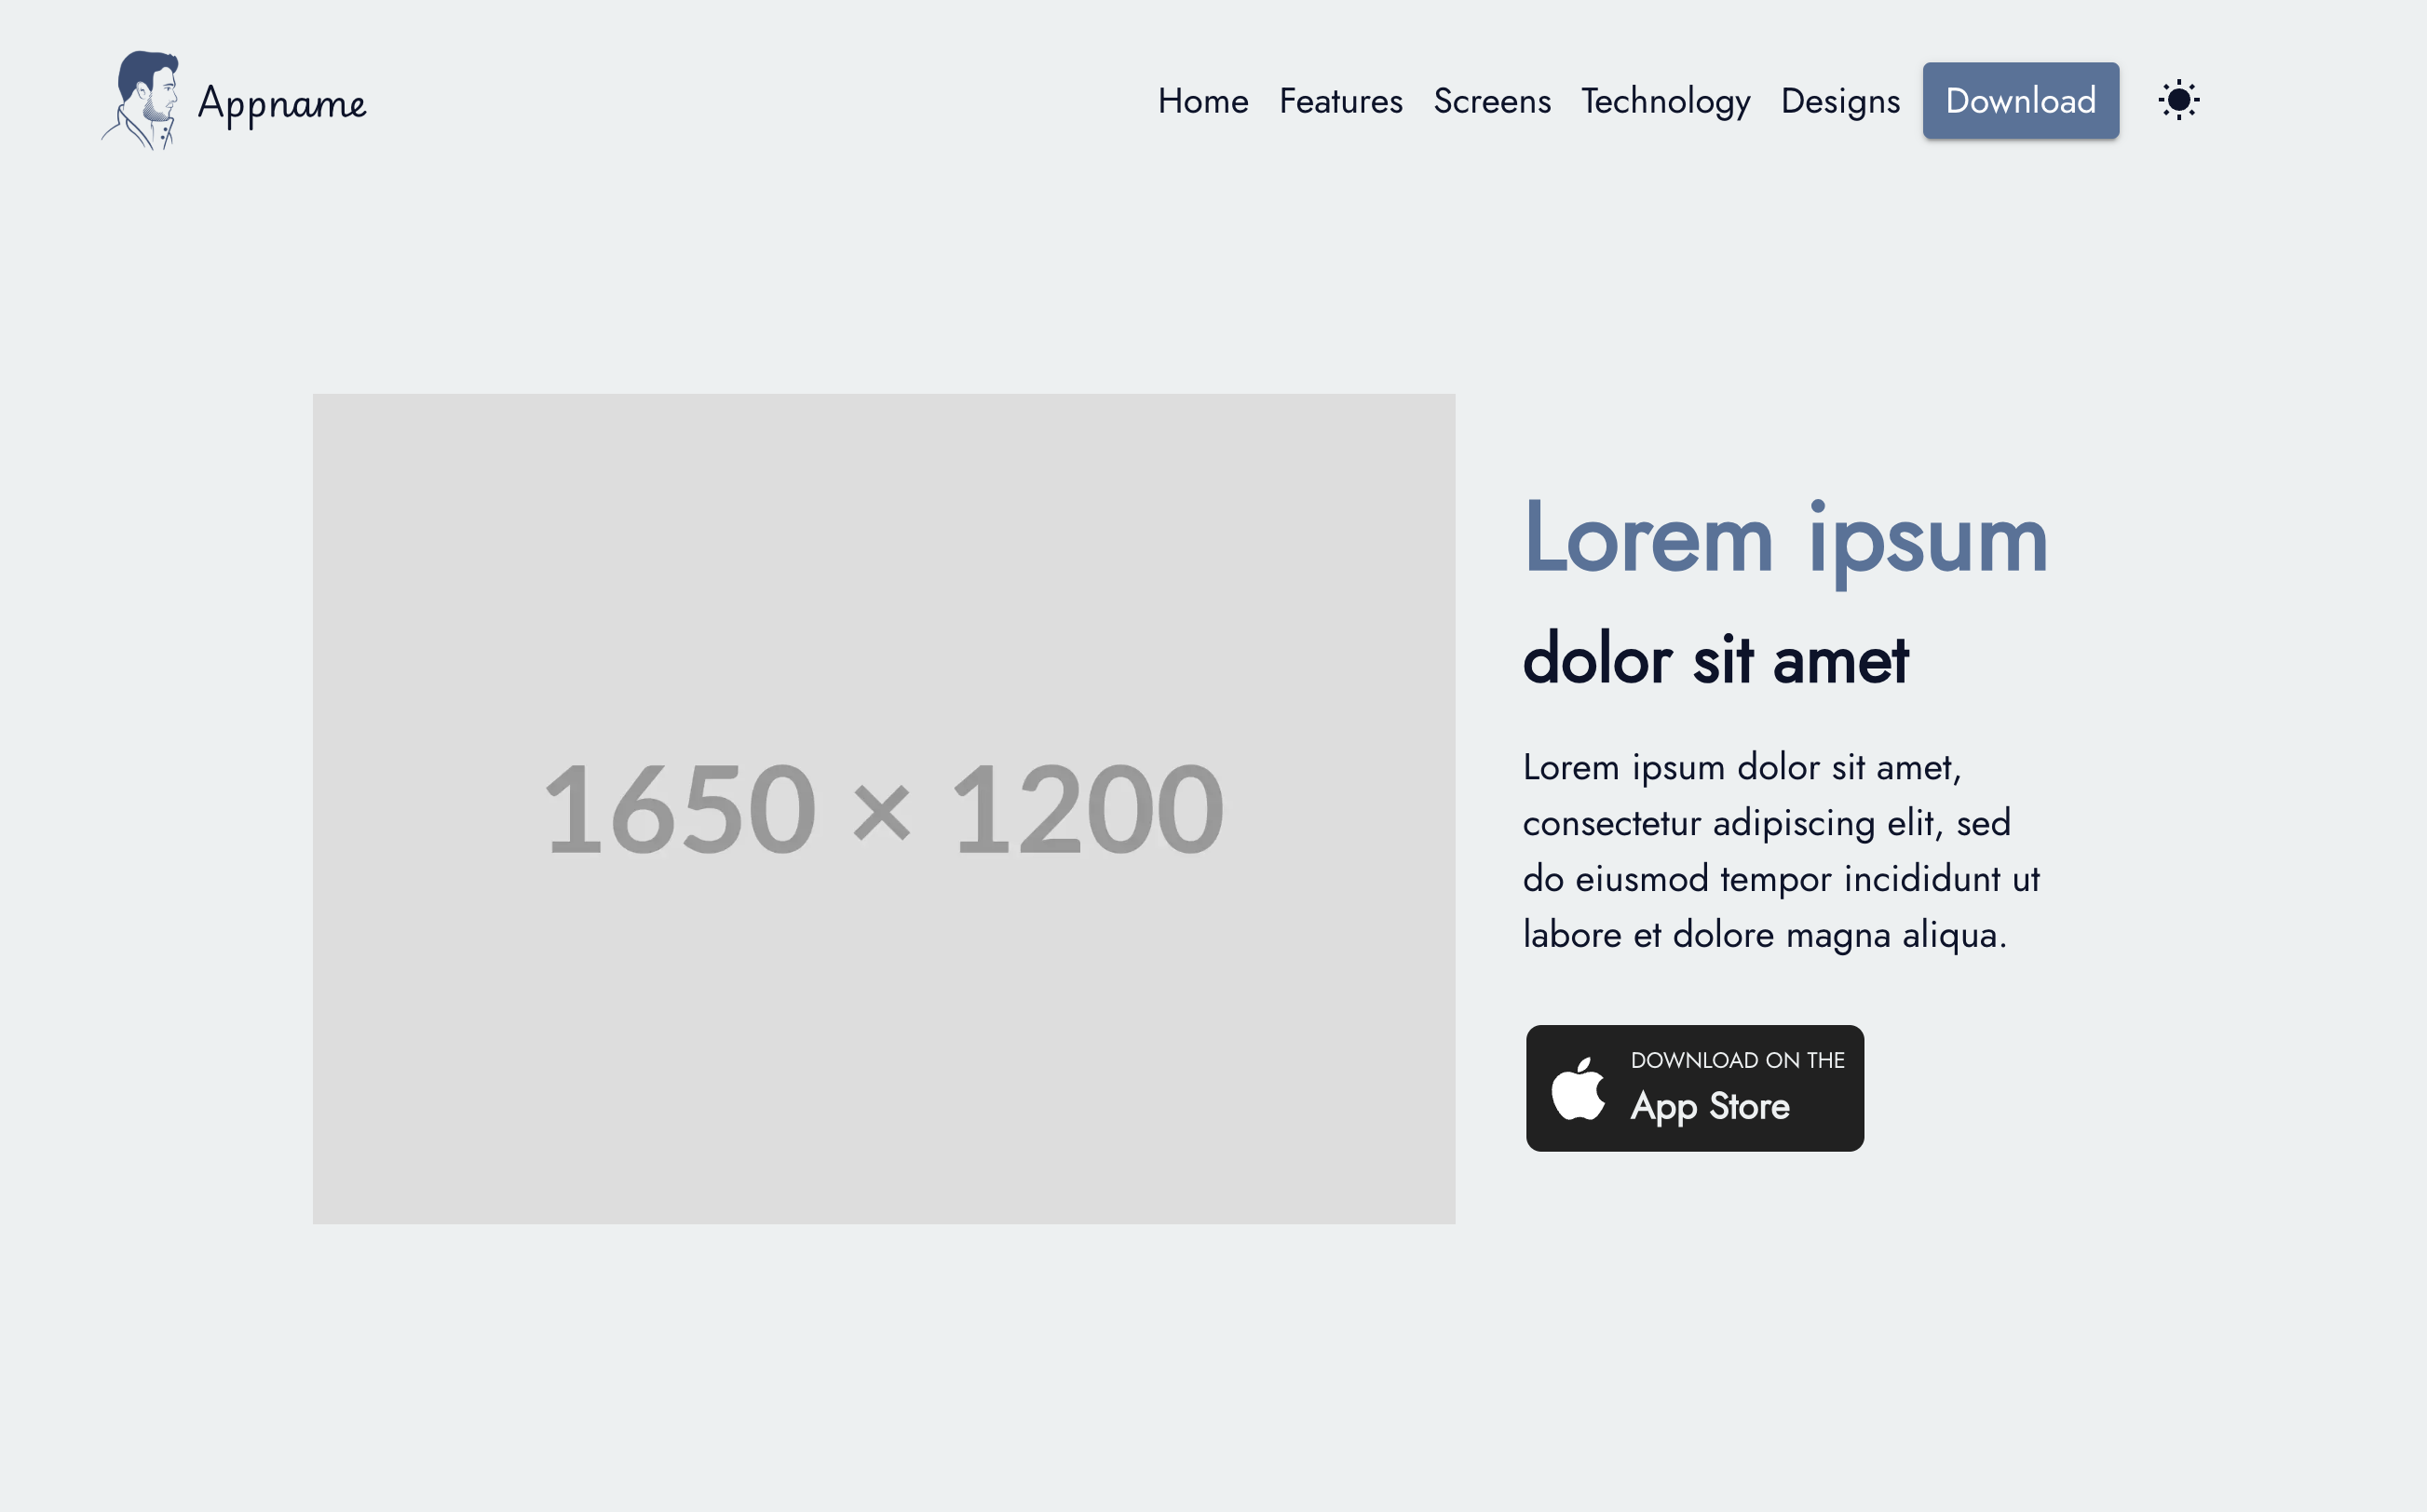 Appname
Home Features Screens Technology Designs Download
1650 × 1200
Lorem ipsum
dolor sit amet
Lorem ipsum dolor sit amet,
consectetur adipiscing elit, sed
do eiusmod tempor incididunt ut
labore et dolore magna aliqua.
DOWNLOAD ON THE
App Store